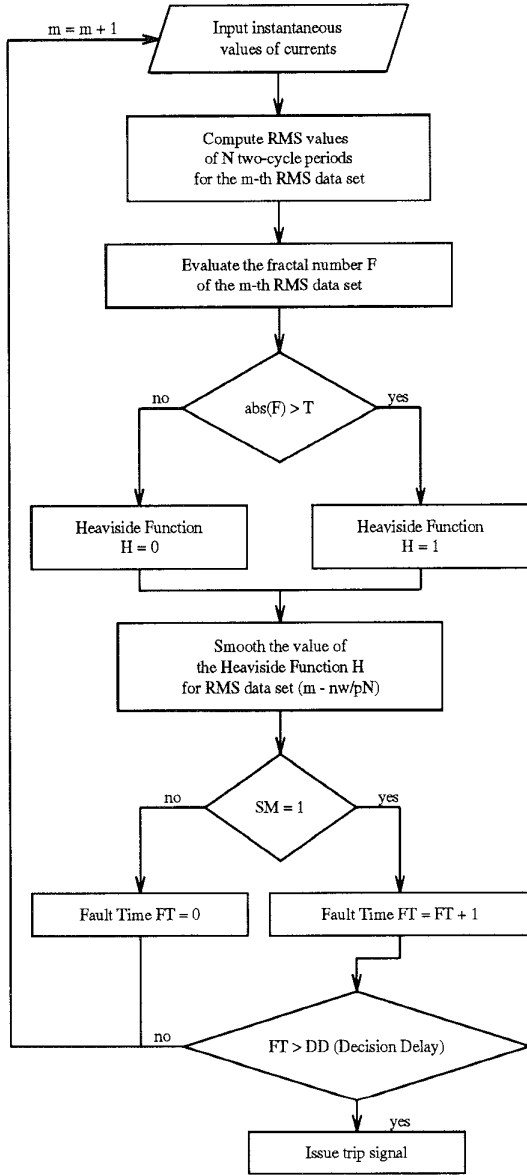 m = m + 1
Input instantaneous
values of currents
Compute RMS values
of N two-cycle periods
for the m-th RMS data set
Evaluate the fractal number F
of the m-th RMS data set
no
abs(F) > T
yes
Heaviside Function
H = 0
Heaviside Function
H = 1
Smooth the value of
the Heaviside Function H
for RMS data set (m - nw/pN)
no
SM = 1
yes
Fault Time FT = 0
Fault Time FT = FT + 1
no
FT > DD (Decision Delay)
yes
Issue trip signal